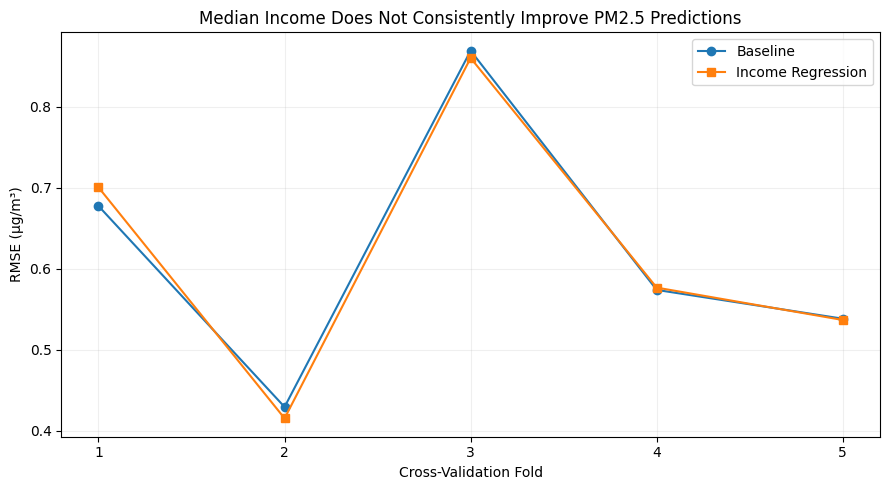 Median Income Does Not Consistently Improve PM2.5 Predictions
Baseline
Income Regression
0.8
0.7
0.6
0.5
0.4
RMSE (µg/m³)
1 2 3 4 5
Cross-Validation Fold